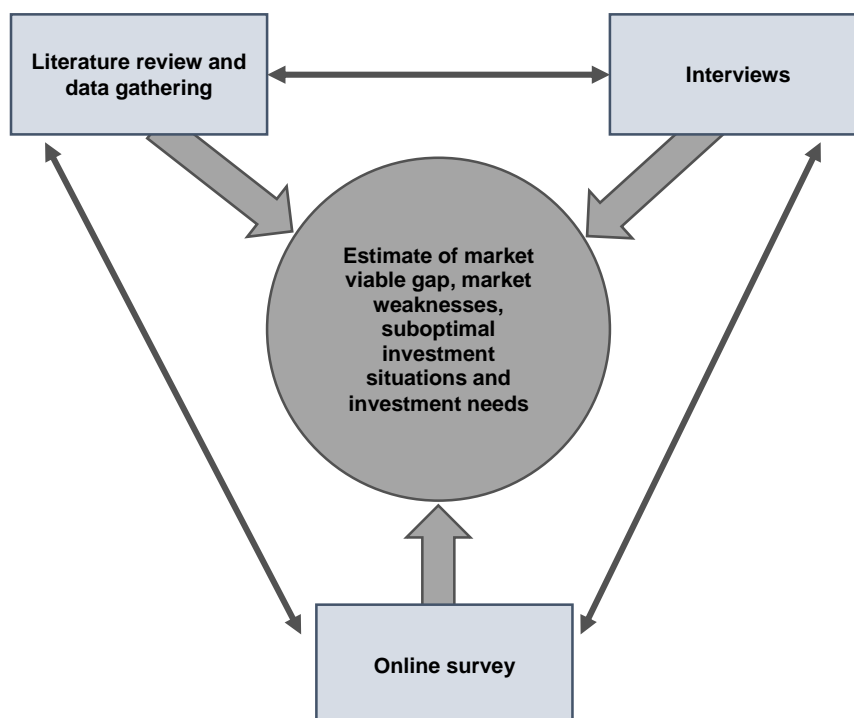 Literature review and
data gathering
Interviews
Estimate of market
viable gap, market
weaknesses,
suboptimal
investment
situations and
investment needs
Online survey